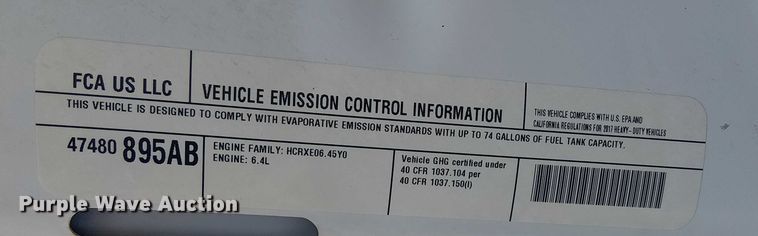 FCA US LLC
VEHICLE EMISSION CONTROL INFORMATION
THIS VEHICLE COMPLIES WITH U.S. EPA AND
CALIFORNIA REGULATIONS FOR 2017 HEAVY - DUTY VEHICLES
THIS VEHICLE IS DESIGNED TO COMPLY WITH EVAPORATIVE EMISSION STANDARDS WITH UP TO 74 GALLONS OF FUEL TANK CAPACITY.
47480 895AB
ENGINE FAMILY: HCRXE06.45Y0
ENGINE: 6.4L
Vehicle GHG certified under
40 CFR 1037.104 per
40 CFR 1037.150(l)
Purple Wave Auction